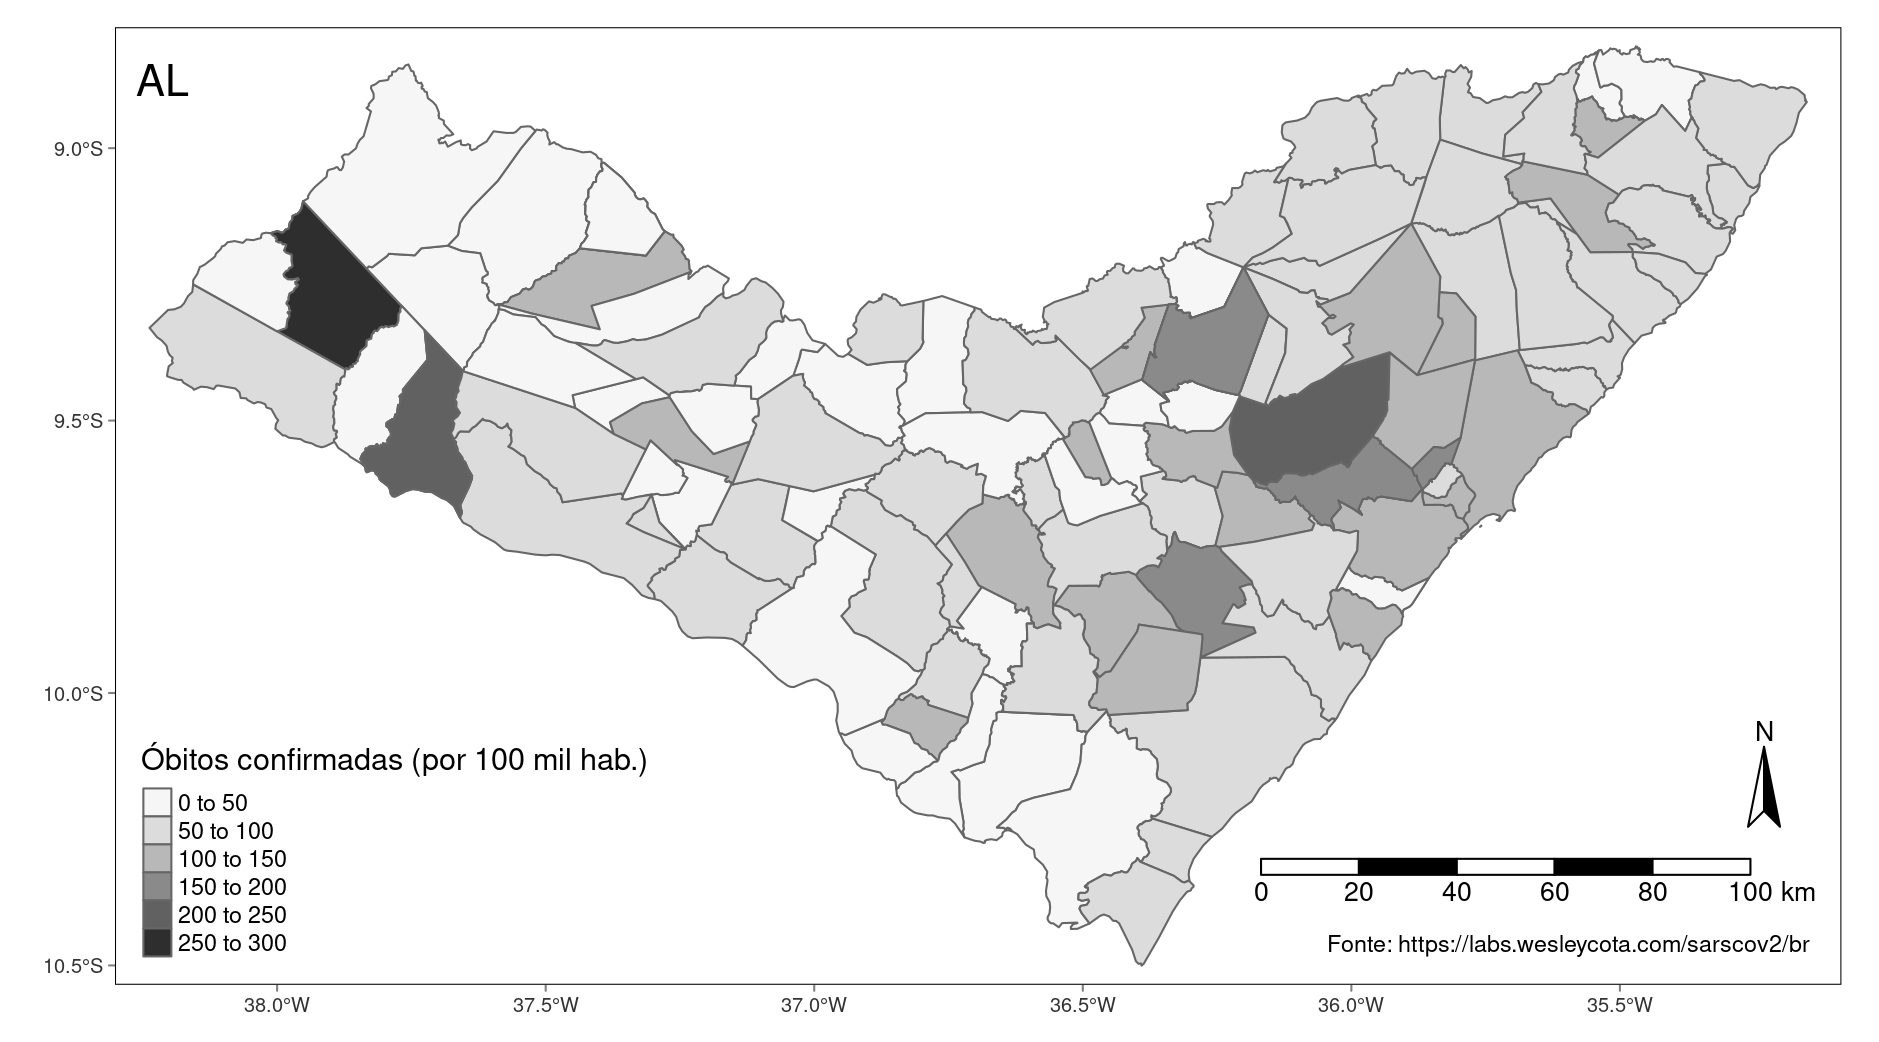 AL
9.0°S
9.5°S
10.0°S
10.5°S
Óbitos confirmadas (por 100 mil hab.)
0 to 50
50 to 100
100 to 150
150 to 200
200 to 250
250 to 300
N
0 20 40 60 80 100 km
Fonte: https://labs.wesleycota.com/sarscov2/br
38.0°W 37.5°W 37.0°W 36.5°W 36.0°W 35.5°W